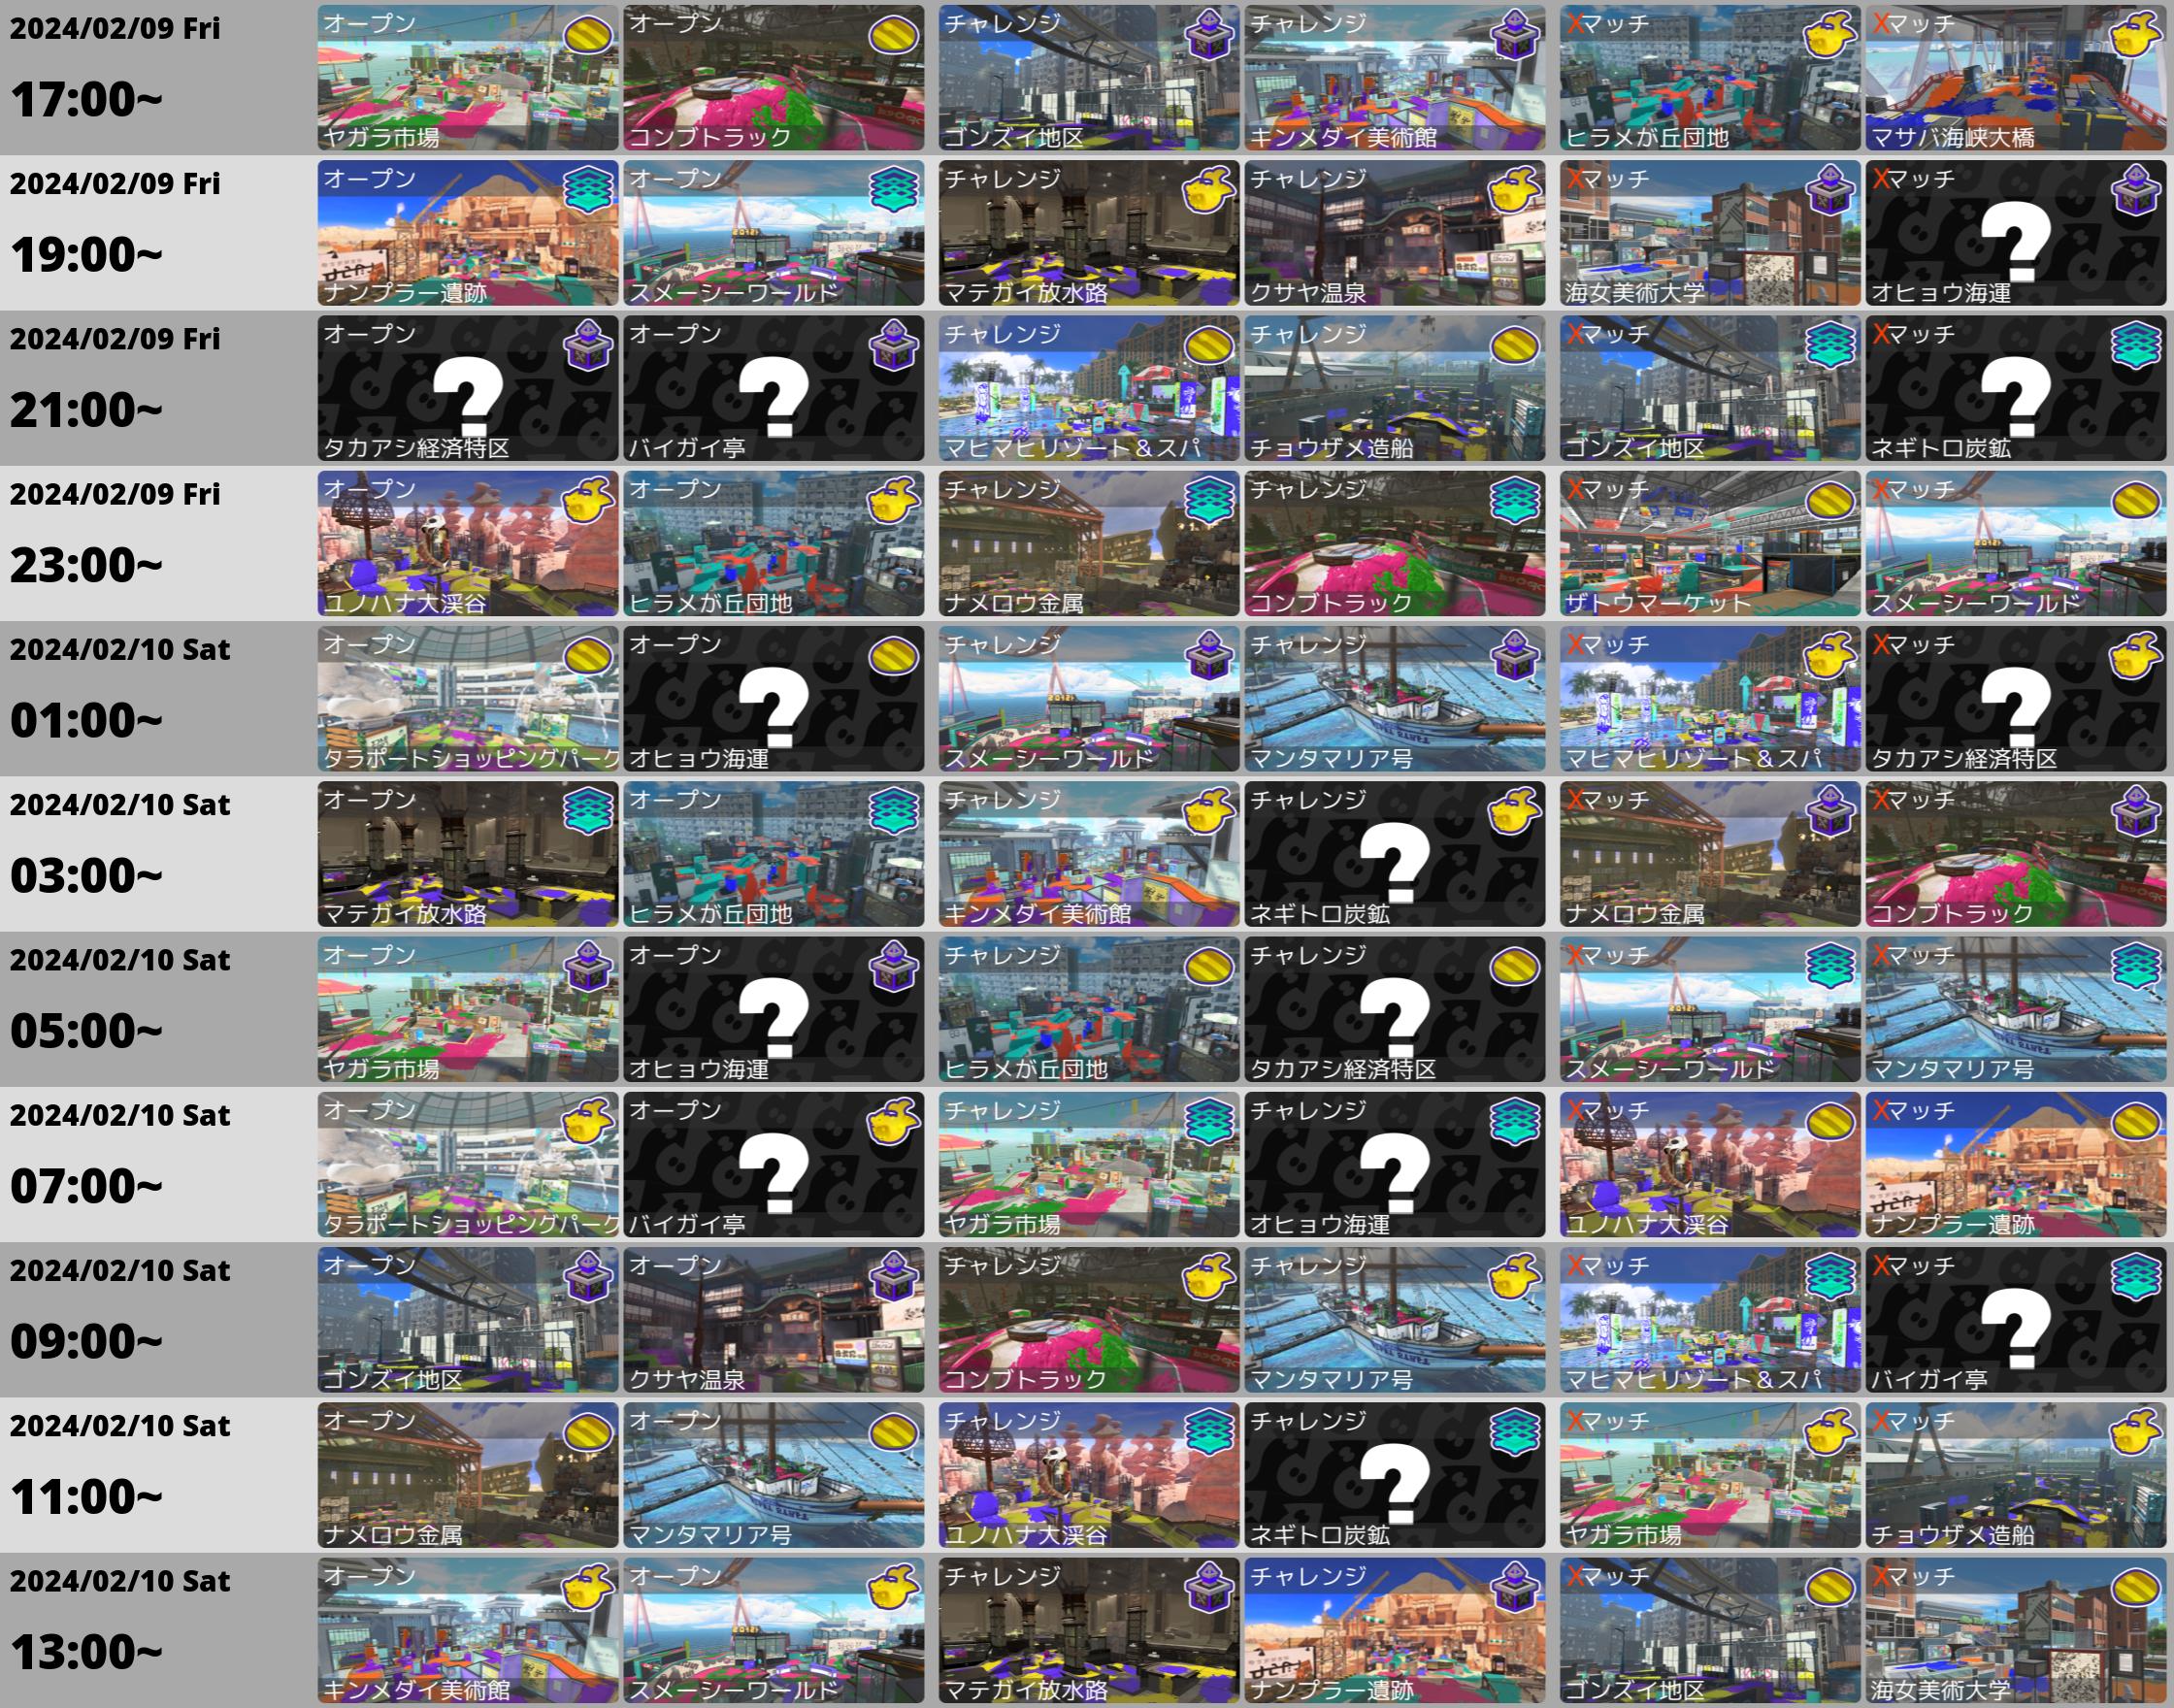 2024/02/09 Fri
17:00~
オープン
ヤガラ市場
オープン
コンブトラック
チャレンジ
ゴンズイ地区
チャレンジ
キンメダイ美術館
Xマッチ
ヒラメが丘団地
Xマッチ
マサバ海峡大橋
2024/02/09 Fri
19:00~
オープン
ナンプラー遺跡
オープン
スメーシーワールド
チャレンジ
マテガイ放水路
チャレンジ
クサヤ温泉
Xマッチ
海女美術大学
Xマッチ
?
オヒョウ海運
2024/02/09 Fri
21:00~
オープン
?
タカアシ経済特区
オープン
?
バイガイ亭
チャレンジ
マヒマヒリゾート＆スパ
チャレンジ
チョウザメ造船
Xマッチ
ゴンズイ地区
Xマッチ
?
ネギトロ炭鉱
2024/02/09 Fri
23:00~
オープン
ユノハナ大渓谷
オープン
ヒラメが丘団地
チャレンジ
ナメロウ金属
チャレンジ
コンブトラック
Xマッチ
ザトウマーケット
Xマッチ
スメーシーワールド
2024/02/10 Sat
01:00~
オープン
タラポートショッピングパーク
オープン
?
オヒョウ海運
チャレンジ
スメーシーワールド
チャレンジ
マンタマリア号
Xマッチ
マヒマヒリゾート＆スパ
Xマッチ
?
タカアシ経済特区
2024/02/10 Sat
03:00~
オープン
マテガイ放水路
オープン
ヒラメが丘団地
チャレンジ
キンメダイ美術館
チャレンジ
?
ネギトロ炭鉱
Xマッチ
ナメロウ金属
Xマッチ
コンブトラック
2024/02/10 Sat
05:00~
オープン
ヤガラ市場
オープン
?
オヒョウ海運
チャレンジ
ヒラメが丘団地
チャレンジ
?
タカアシ経済特区
Xマッチ
スメーシーワールド
Xマッチ
マンタマリア号
2024/02/10 Sat
07:00~
オープン
タラポートショッピングパーク
オープン
?
バイガイ亭
チャレンジ
ヤガラ市場
チャレンジ
?
オヒョウ海運
Xマッチ
ユノハナ大渓谷
Xマッチ
ナンプラー遺跡
2024/02/10 Sat
09:00~
オープン
ゴンズイ地区
オープン
クサヤ温泉
チャレンジ
コンブトラック
チャレンジ
マンタマリア号
Xマッチ
マヒマヒリゾート＆スパ
Xマッチ
?
バイガイ亭
2024/02/10 Sat
11:00~
オープン
ナメロウ金属
オープン
マンタマリア号
チャレンジ
ユノハナ大渓谷
チャレンジ
?
ネギトロ炭鉱
Xマッチ
ヤガラ市場
Xマッチ
チョウザメ造船
2024/02/10 Sat
13:00~
オープン
キンメダイ美術館
オープン
スメーシーワールド
チャレンジ
マテガイ放水路
チャレンジ
ナンプラー遺跡
Xマッチ
ゴンズイ地区
Xマッチ
海女美術大学